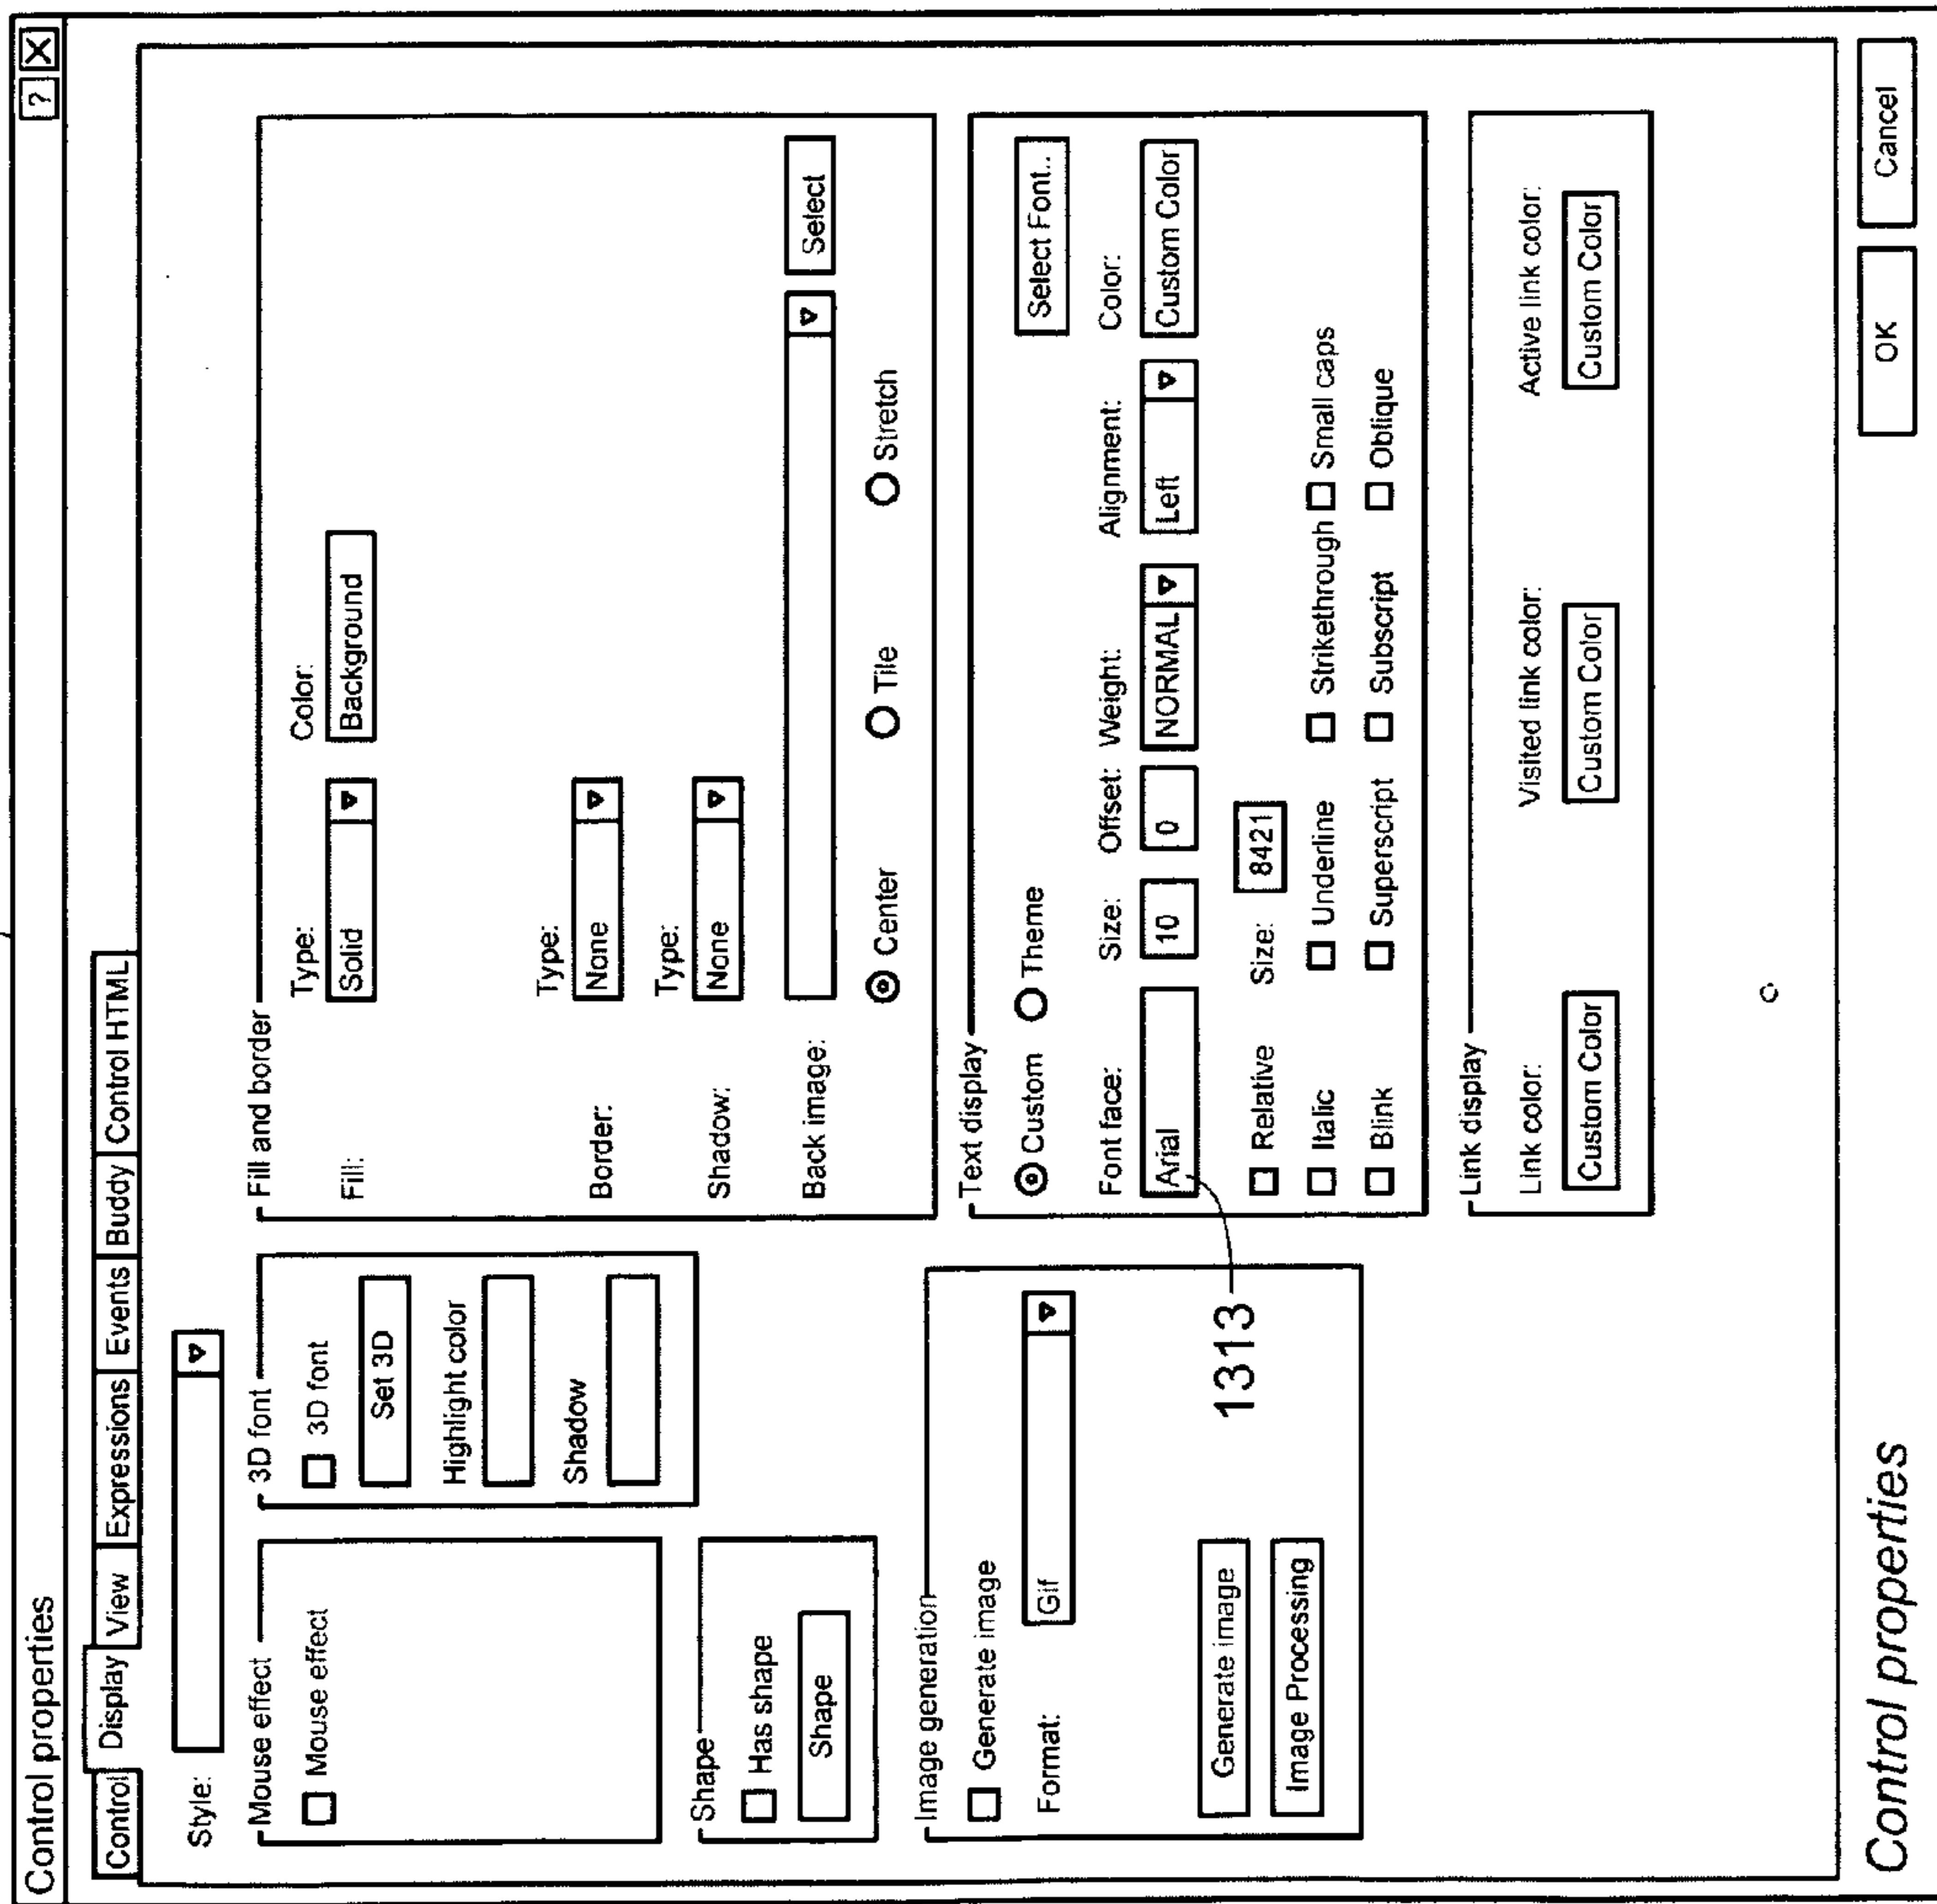 Control properties
? X
Control Display View Expressions Events Buddy Control HTML
Style:
Mouse effect
Mouse effect
3D font
3D font
Set 3D
Highlight color
Shadow
Shape
Has shape
Shape
Image generation
Generate image
Format:
Gif
Generate image
Image Processing
1313
Fill and border
Type: Color:
Fill: Solid Background
Type:
Border: None
Type:
Shadow: None
Back image: Select
Center Tile Stretch
Text display
Custom Theme Select Font..
Font face: Size: Offset: Weight: Alignment: Color:
Arial 10 0 NORMAL Left Custom Color
Relative Size: 8421
Italic Underline Strikethrough Small caps
Blink Superscript Subscript Oblique
Link display
Link color: Visited link color: Active link color:
Custom Color Custom Color Custom Color
OK Cancel
Control properties